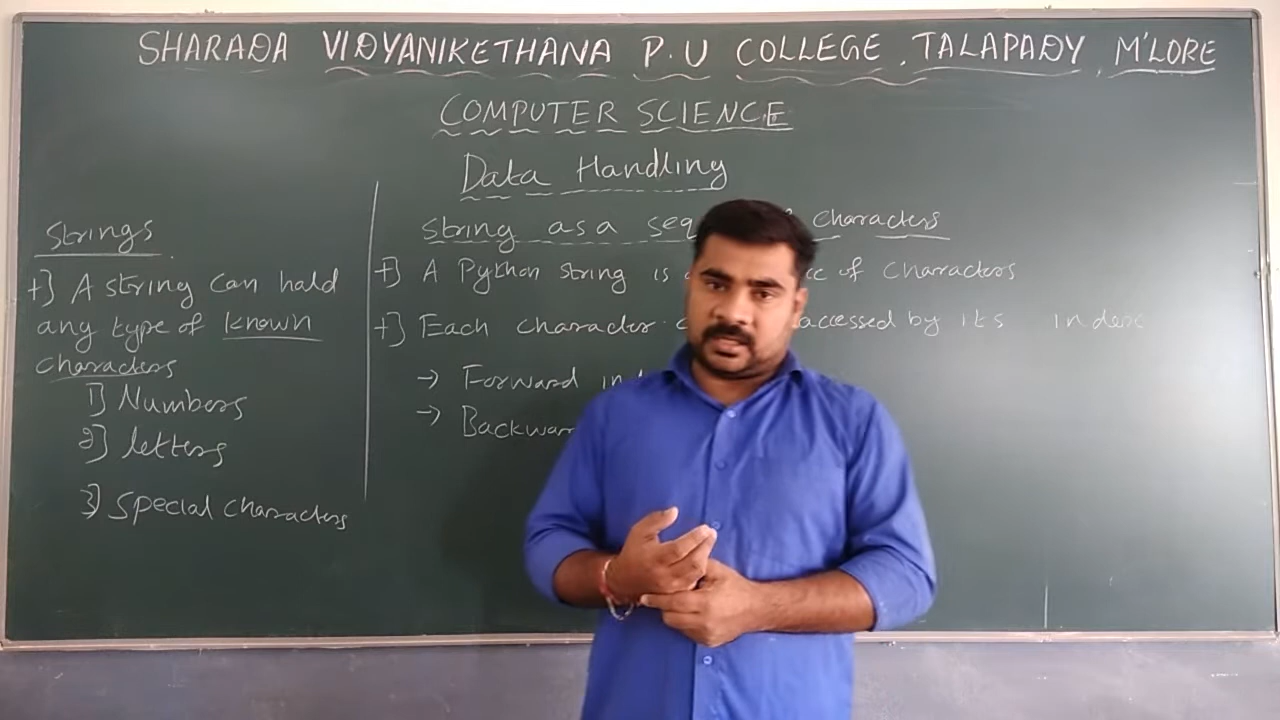 SHARADA VIDYANIKETHANA P.U COLLEGE, TALAPADY, M'LORE
COMPUTER SCIENCE
Data Handling
Strings
+] A string can hald
any type of known
characters
1] Numbers
2] letters
3] special characters
string as a seq characters
+] A Python string is of characters
+] Each character accessed by its index
→ Forward in
→ Backwar